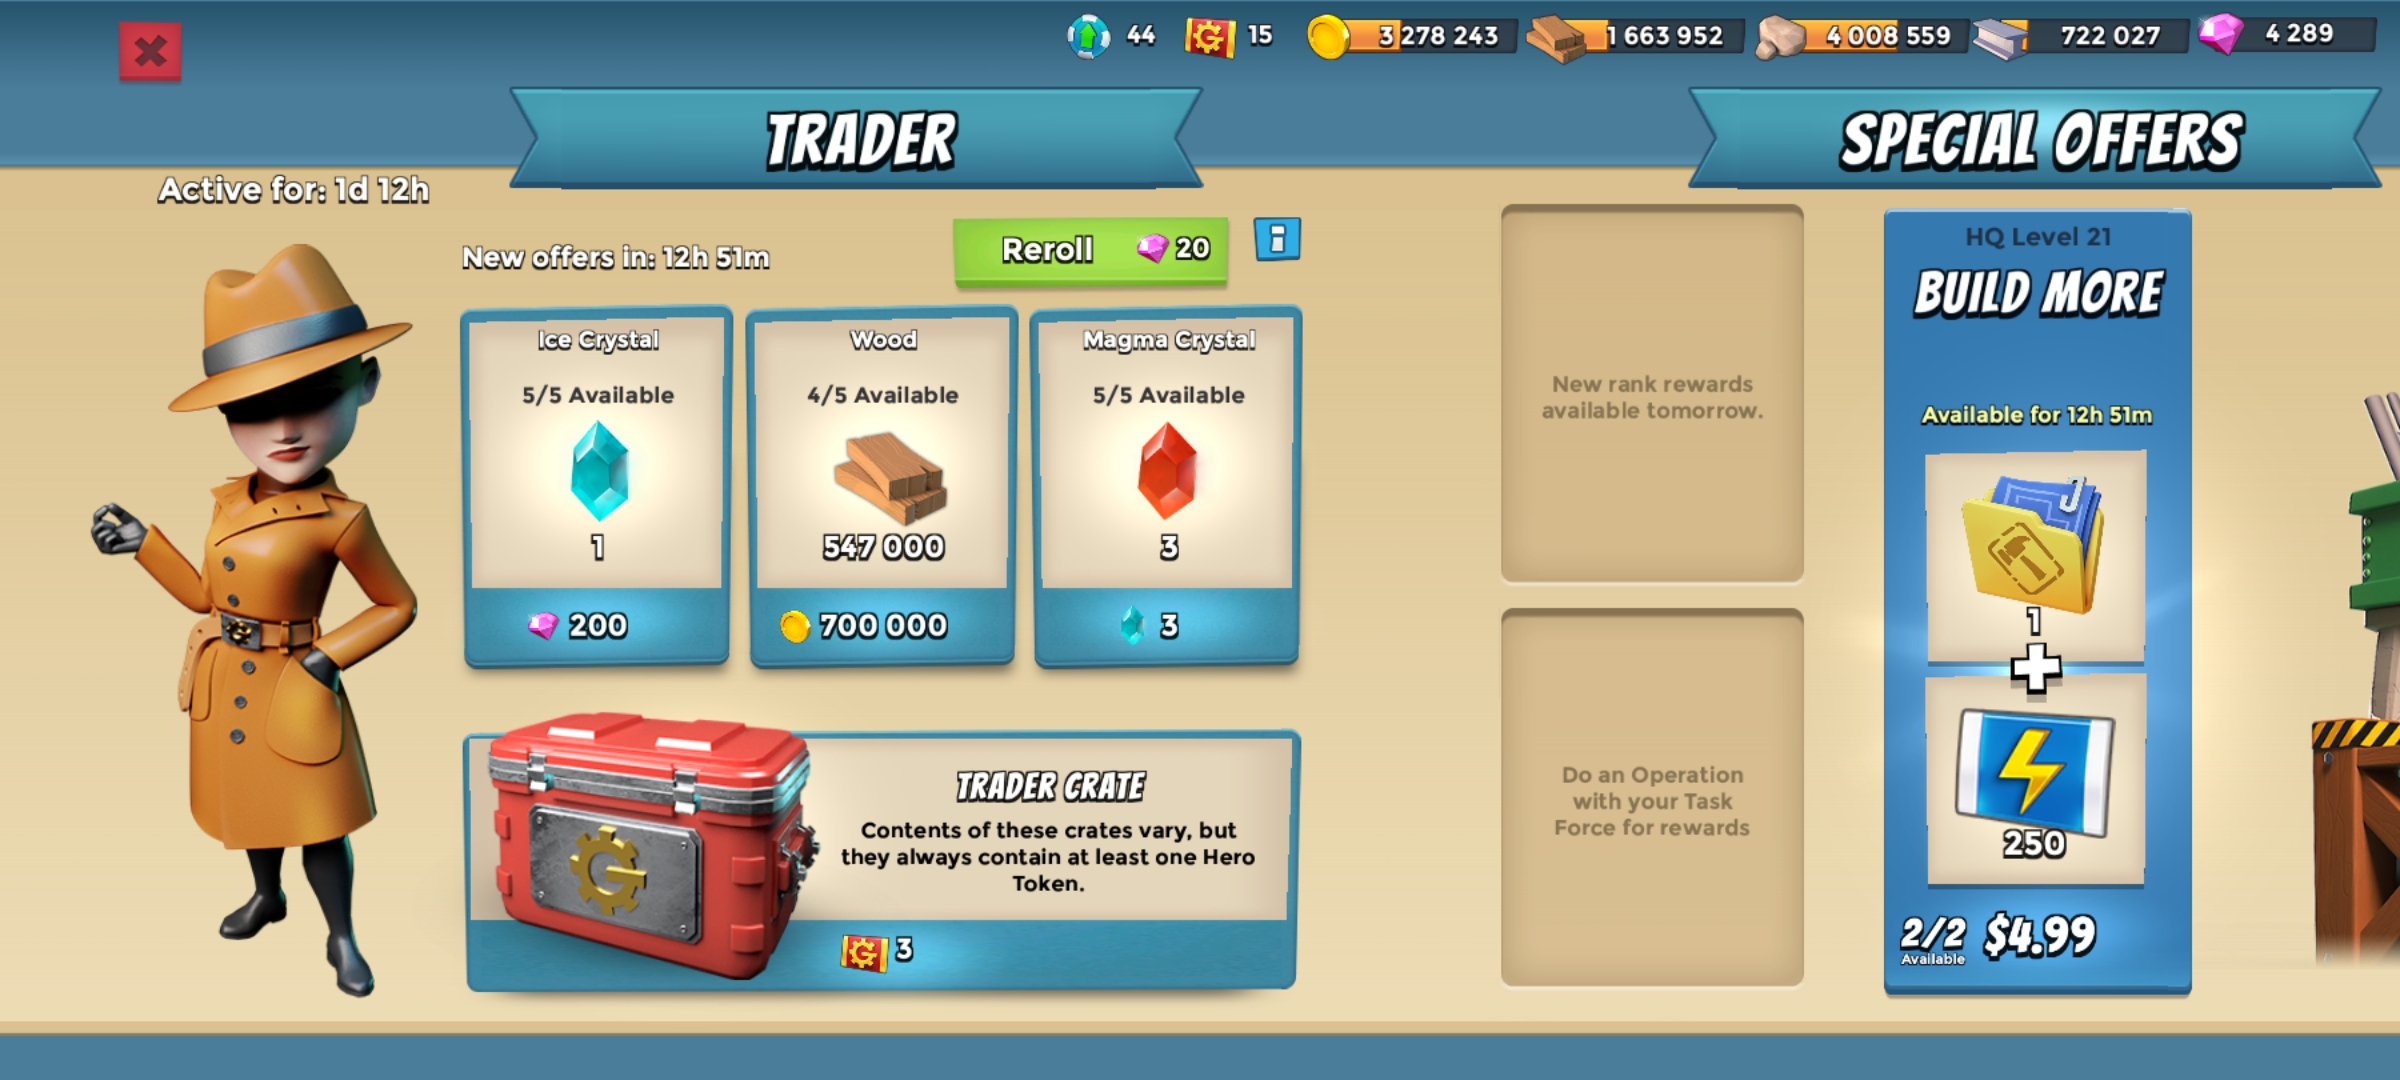 44
15
3 278 243
1 663 952
4 008 559
722 027
4 289
TRADER
SPECIAL OFFERS
Active for: 1d 12h
New offers in: 12h 51m
Reroll 20
i
Ice Crystal
5/5 Available
1
200
Wood
4/5 Available
547 000
700 000
Magma Crystal
5/5 Available
3
3
TRADER CRATE
Contents of these crates vary, but
they always contain at least one Hero
Token.
G
3
New rank rewards
available tomorrow.
Do an Operation
with your Task
Force for rewards
HQ Level 21
BUILD MORE
Available for 12h 51m
1
250
2/2
Available
$4.99